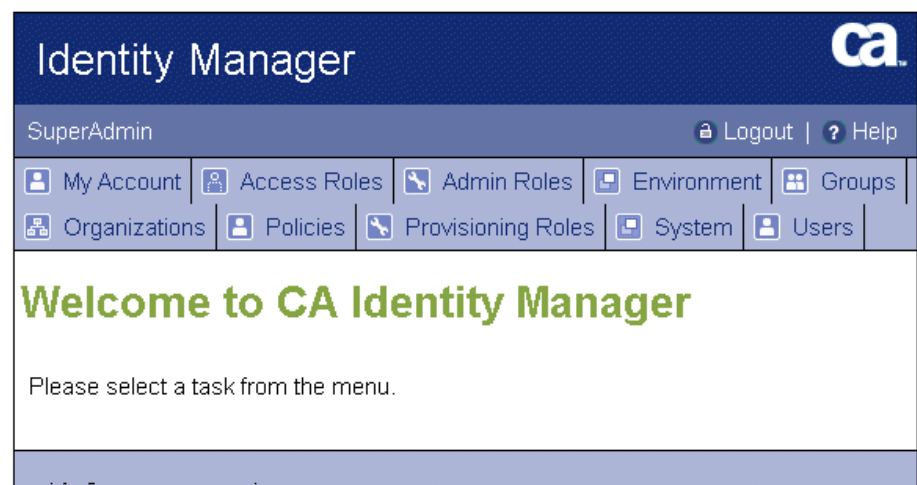 Identity Manager
ca
SuperAdmin
Logout | Help
My Account Access Roles Admin Roles Environment Groups
Organizations Policies Provisioning Roles System Users
Welcome to CA Identity Manager
Please select a task from the menu.